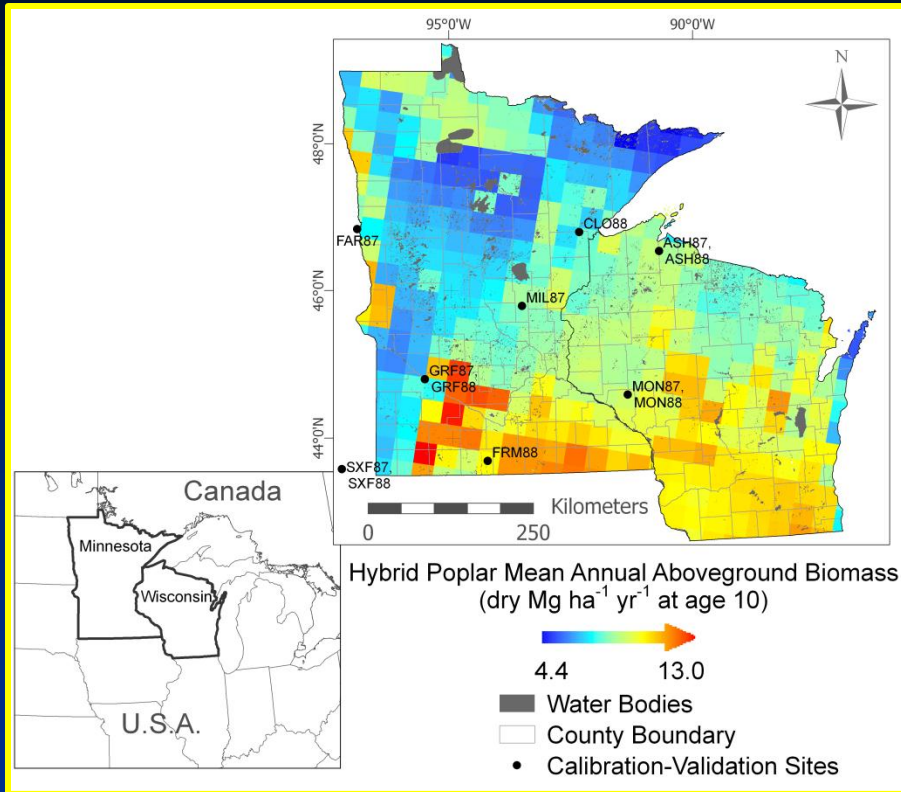 95°0'W
90°0'W
N
48°0'N
46°0'N
44°0'N
FAR87
CLO88
ASH87,
ASH88
MIL87
GRF87
GRF88
MON87,
MON88
FRM88
SXF87,
SXF88
Kilometers
0
250
Canada
Minnesota
Wisconsin
U.S.A.
Hybrid Poplar Mean Annual Aboveground Biomass
(dry Mg ha⁻¹ yr⁻¹ at age 10)
4.4
13.0
Water Bodies
County Boundary
Calibration-Validation Sites